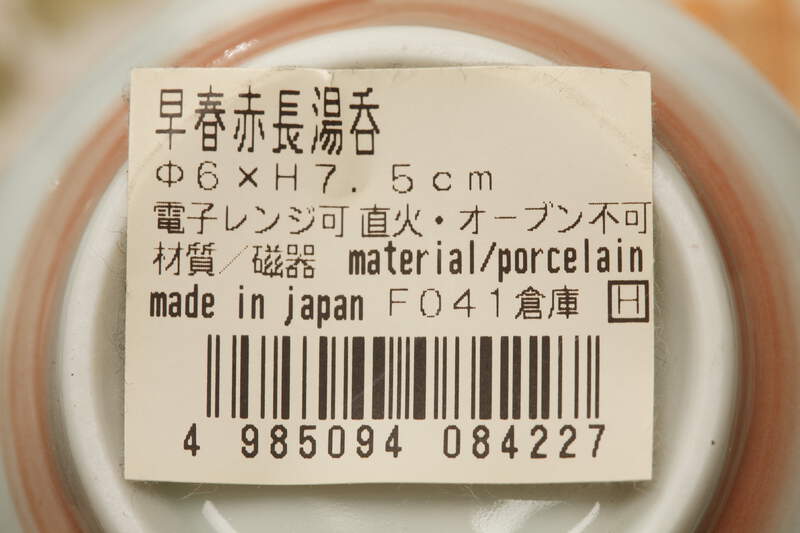 早春赤長湯呑
Φ６×Ｈ７．５ｃｍ
電子レンジ可 直火・オーブン不可
材質／磁器 material/porcelain
made in japan Ｆ０４１倉庫 H
4 985094 084227